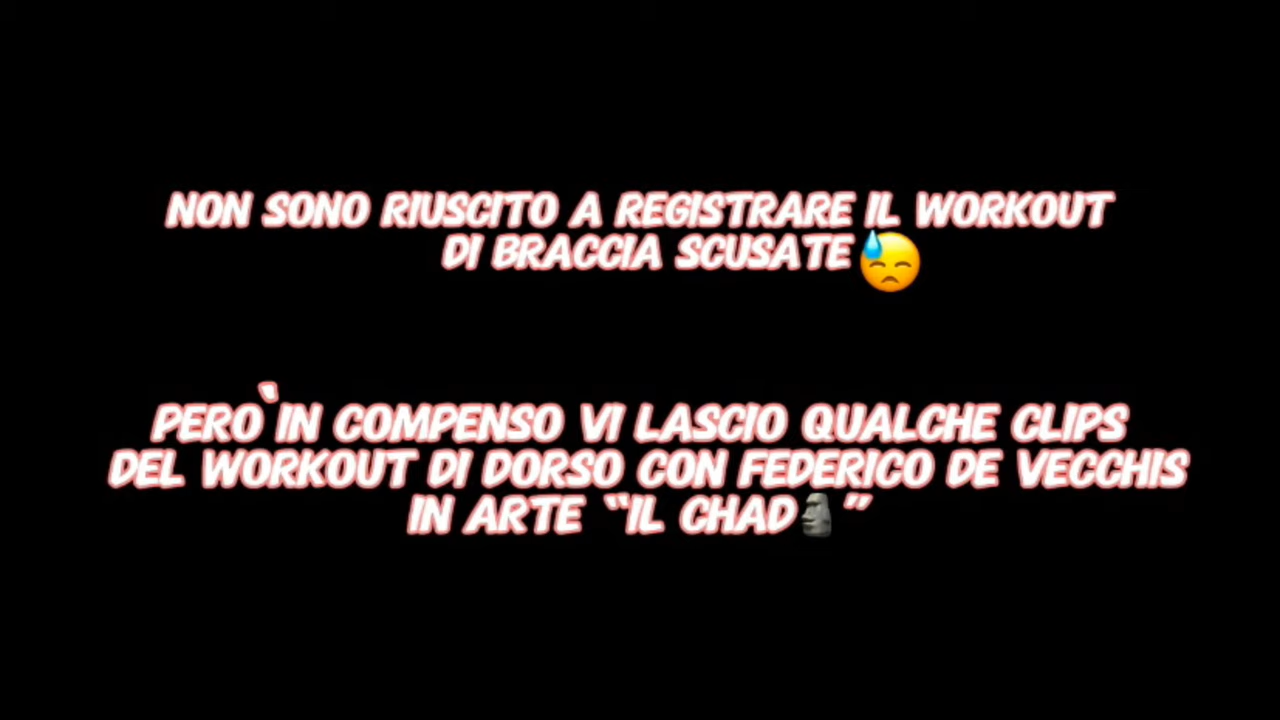 NON SONO RIUSCITO A REGISTRARE IL WORKOUT
DI BRACCIA SCUSATE😓
PERO`IN COMPENSO VI LASCIO QUALCHE CLIPS
DEL WORKOUT DI DORSO CON FEDERICO DE VECCHIS
IN ARTE “IL CHAD🗿”